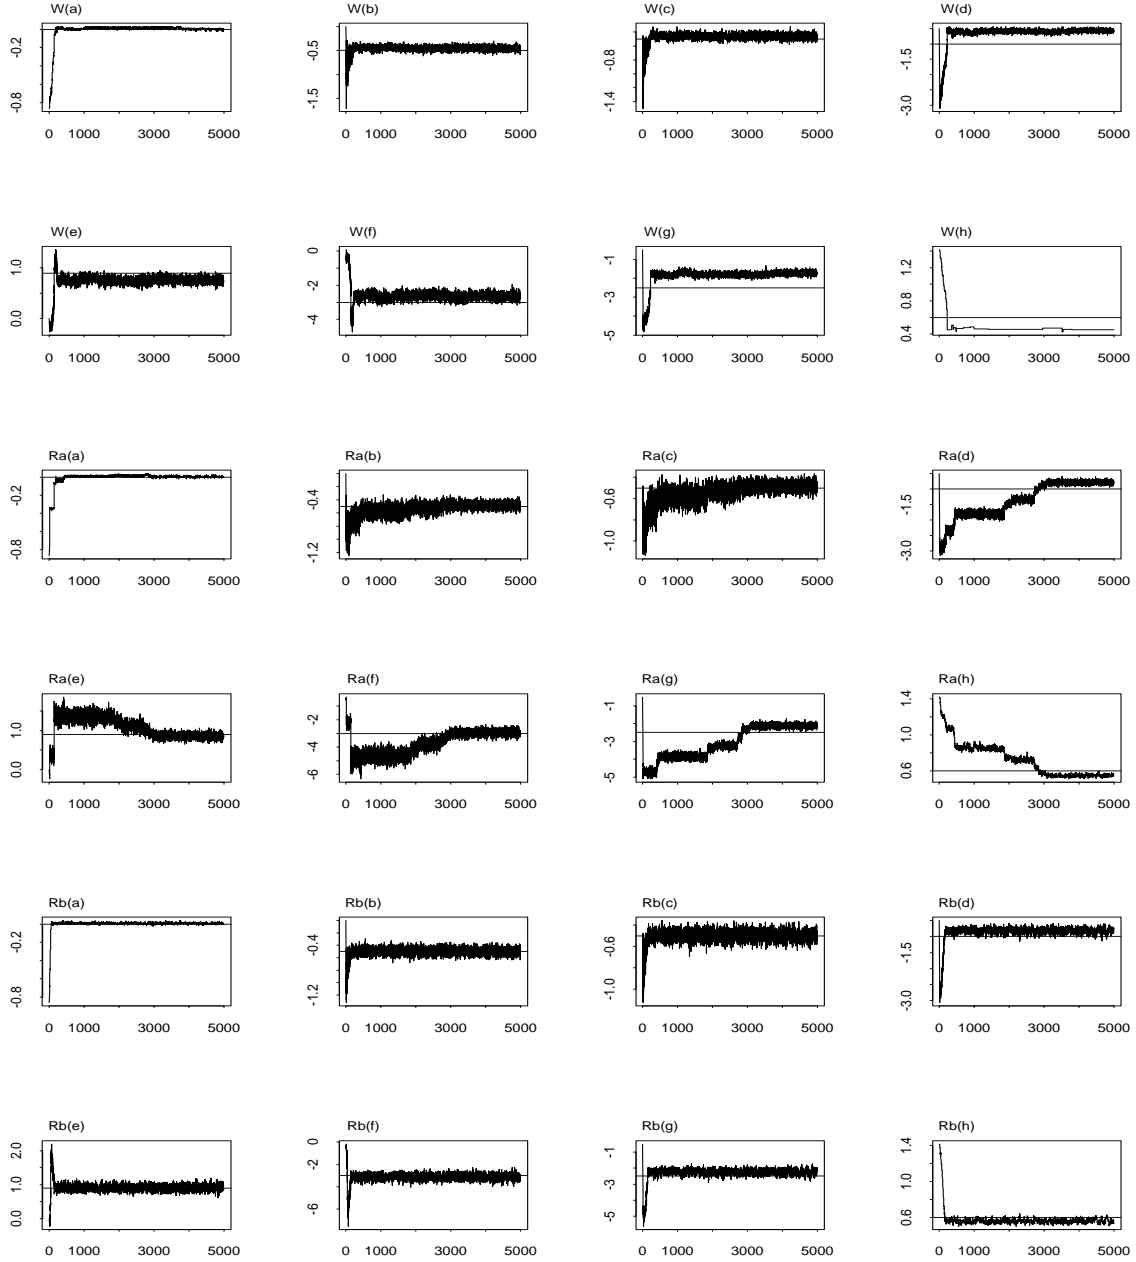 W(a) W(b) W(c) W(d)
-0.2 -0.5 -0.8 -1.5
-0.8 -1.5 -1.4 -3.0
0 1000 3000 5000 0 1000 3000 5000 0 1000 3000 5000 0 1000 3000 5000
W(e) W(f) W(g) W(h)
1.0 0 -1 1.2
-2 -3 0.8
0.0 -4 -5 0.4
0 1000 3000 5000 0 1000 3000 5000 0 1000 3000 5000 0 1000 3000 5000
Ra(a) Ra(b) Ra(c) Ra(d)
-0.2 -0.4 -0.6 -1.5
-0.8 -1.2 -1.0 -3.0
0 1000 3000 5000 0 1000 3000 5000 0 1000 3000 5000 0 1000 3000 5000
Ra(e) Ra(f) Ra(g) Ra(h)
1.0 -2 -1 1.4
-4 -3 1.0
0.0 -6 -5 0.6
0 1000 3000 5000 0 1000 3000 5000 0 1000 3000 5000 0 1000 3000 5000
Rb(a) Rb(b) Rb(c) Rb(d)
-0.2 -0.4 -0.6 -1.5
-0.8 -1.2 -1.0 -3.0
0 1000 3000 5000 0 1000 3000 5000 0 1000 3000 5000 0 1000 3000 5000
Rb(e) Rb(f) Rb(g) Rb(h)
2.0 0 -1 1.4
1.0 -3 -3 1.0
0.0 -6 -5 0.6
0 1000 3000 5000 0 1000 3000 5000 0 1000 3000 5000 0 1000 3000 5000